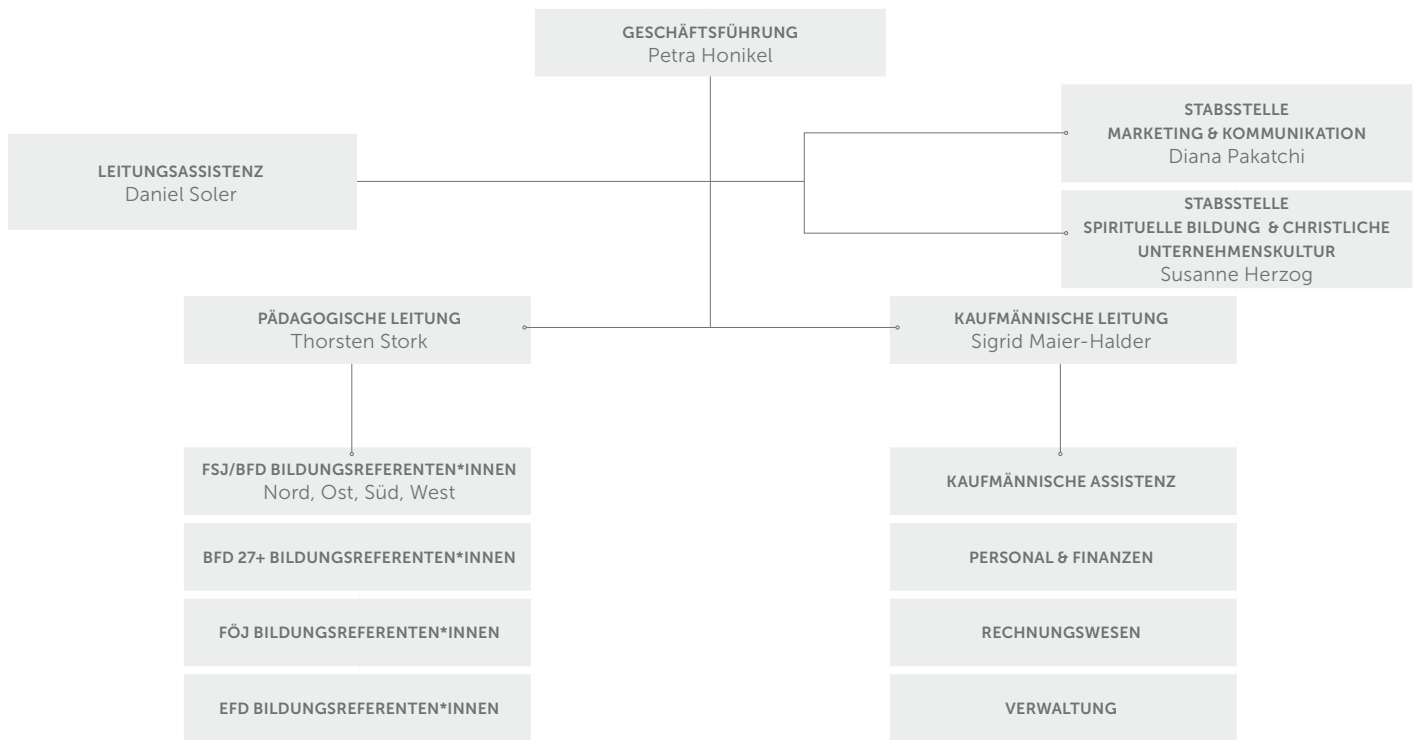 GESCHÄFTSFÜHRUNG
Petra Honikel
STABSSTELLE
MARKETING & KOMMUNIKATION
Diana Pakatchi
LEITUNGSASSISTENZ
Daniel Soler
STABSSTELLE
SPIRITUELLE BILDUNG & CHRISTLICHE
UNTERNEHMENSKULTUR
Susanne Herzog
PÄDAGOGISCHE LEITUNG
Thorsten Stork
KAUFMÄNNISCHE LEITUNG
Sigrid Maier-Halder
FSJ/BFD BILDUNGSREFERENTEN*INNEN
Nord, Ost, Süd, West
BFD 27+ BILDUNGSREFERENTEN*INNEN
FÖJ BILDUNGSREFERENTEN*INNEN
EFD BILDUNGSREFERENTEN*INNEN
KAUFMÄNNISCHE ASSISTENZ
PERSONAL & FINANZEN
RECHNUNGSWESEN
VERWALTUNG